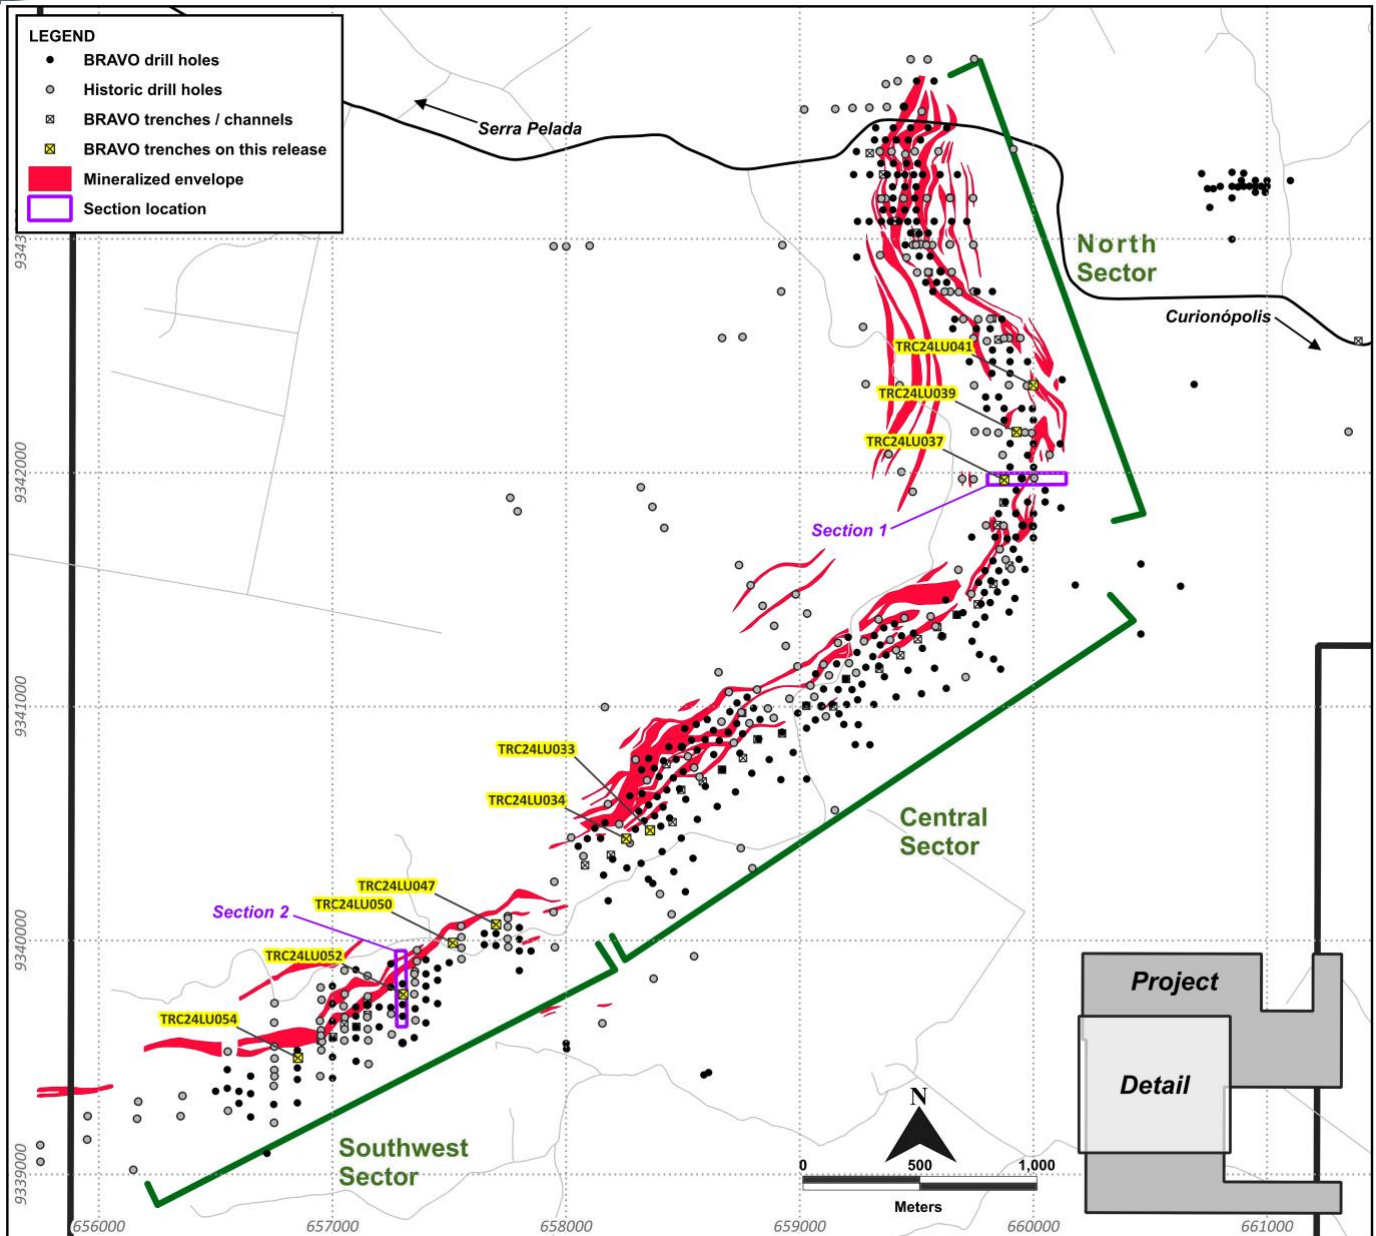 LEGEND
BRAVO drill holes
Historic drill holes
BRAVO trenches / channels
BRAVO trenches on this release
Mineralized envelope
Section location
Serra Pelada
North
Sector
Curionópolis
TRC24LU041
TRC24LU039
TRC24LU037
Section 1
TRC24LU033
TRC24LU034
Central
Sector
TRC24LU047
TRC24LU050
Section 2
TRC24LU052
TRC24LU054
Southwest
Sector
Project
Detail
N
0 500 1,000
Meters
9342000
9341000
9340000
9339000
656000 657000 658000 659000 660000 661000